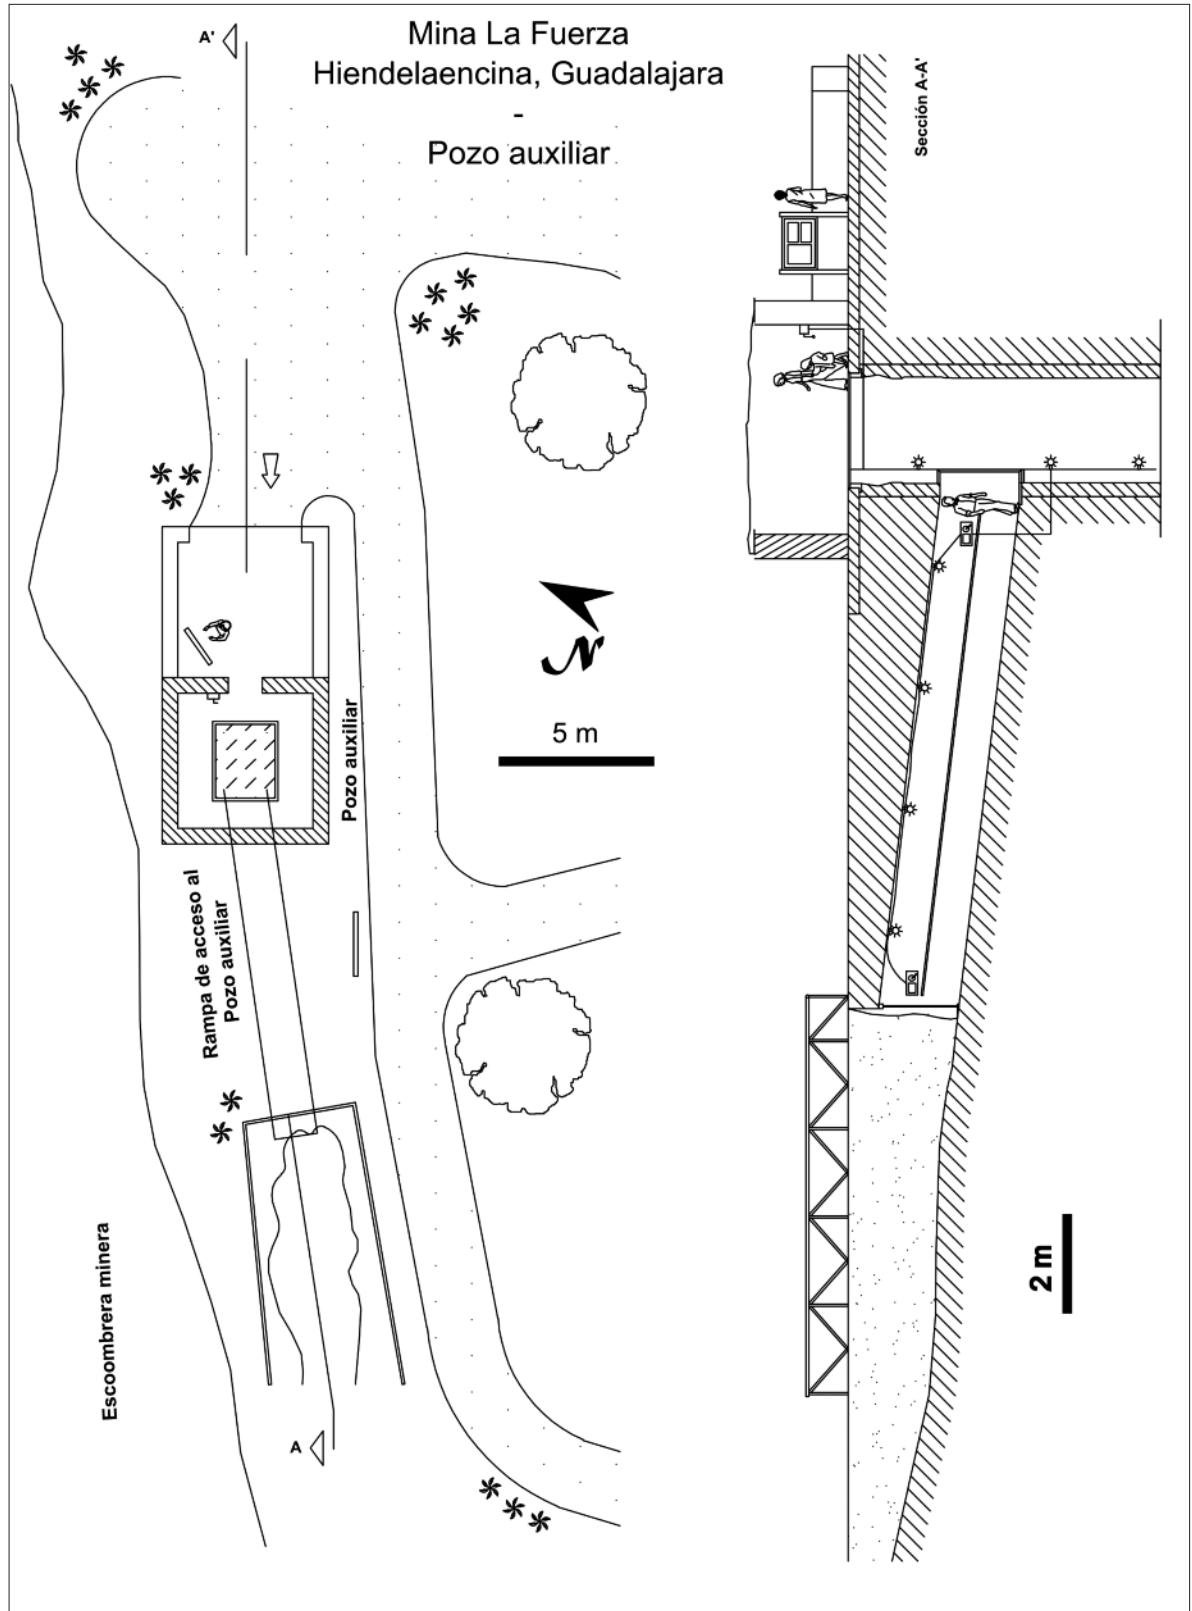 Mina La Fuerza
Hiendelaencina, Guadalajara
-
Pozo auxiliar
A'
Sección A-A'
N
5 m
Pozo auxiliar
Rampa de acceso al
Pozo auxiliar
Escoombrera minera
2 m
A